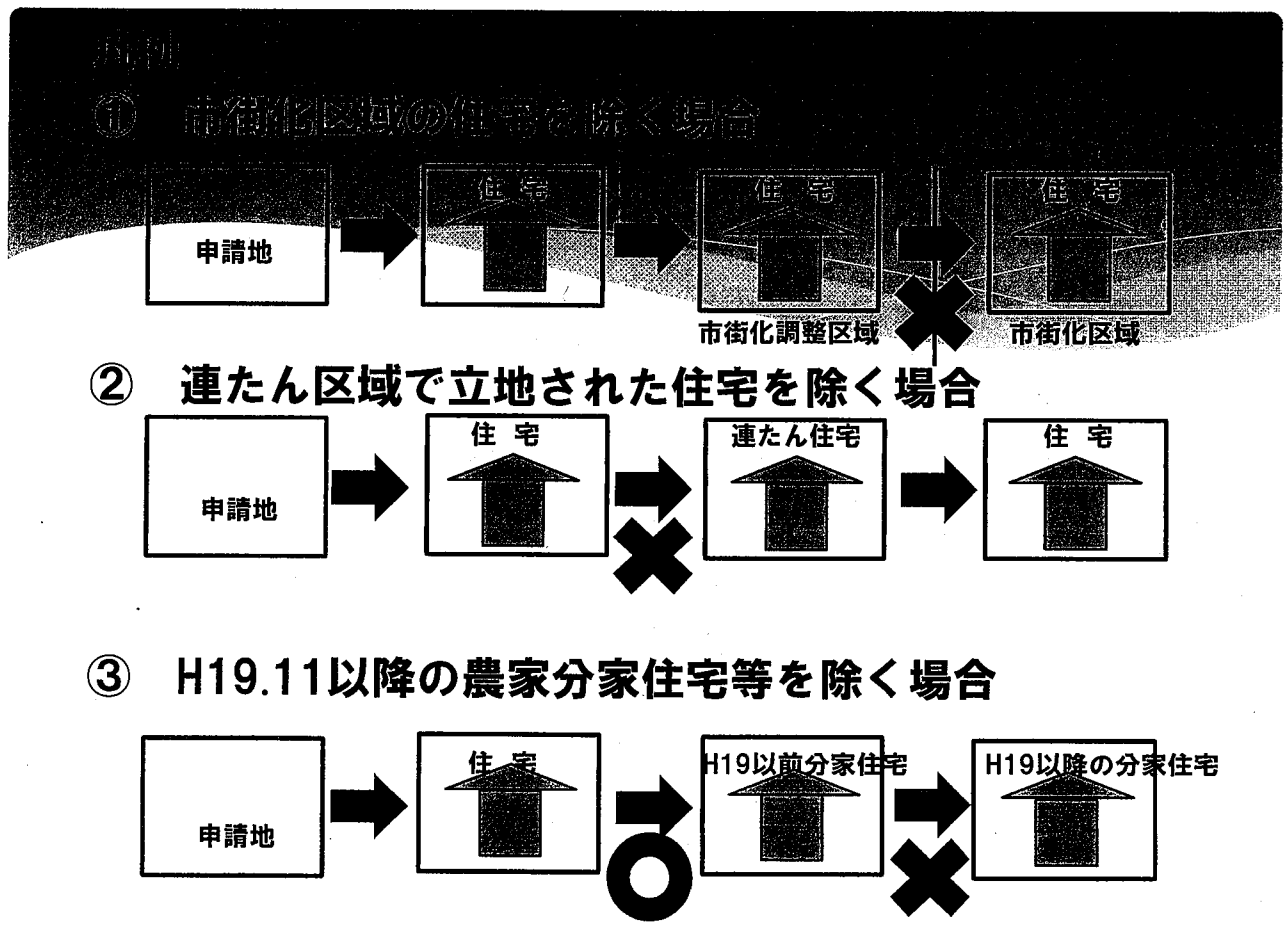 ① 市街化区域の住宅を除く場合
住 宅
住 宅
住 宅
申請地
市街化調整区域
市街化区域
② 連たん区域で立地された住宅を除く場合
住 宅
連たん住宅
住 宅
申請地
③ H19.11以降の農家分家住宅等を除く場合
住 宅
H19以前分家住宅
H19以降の分家住宅
申請地